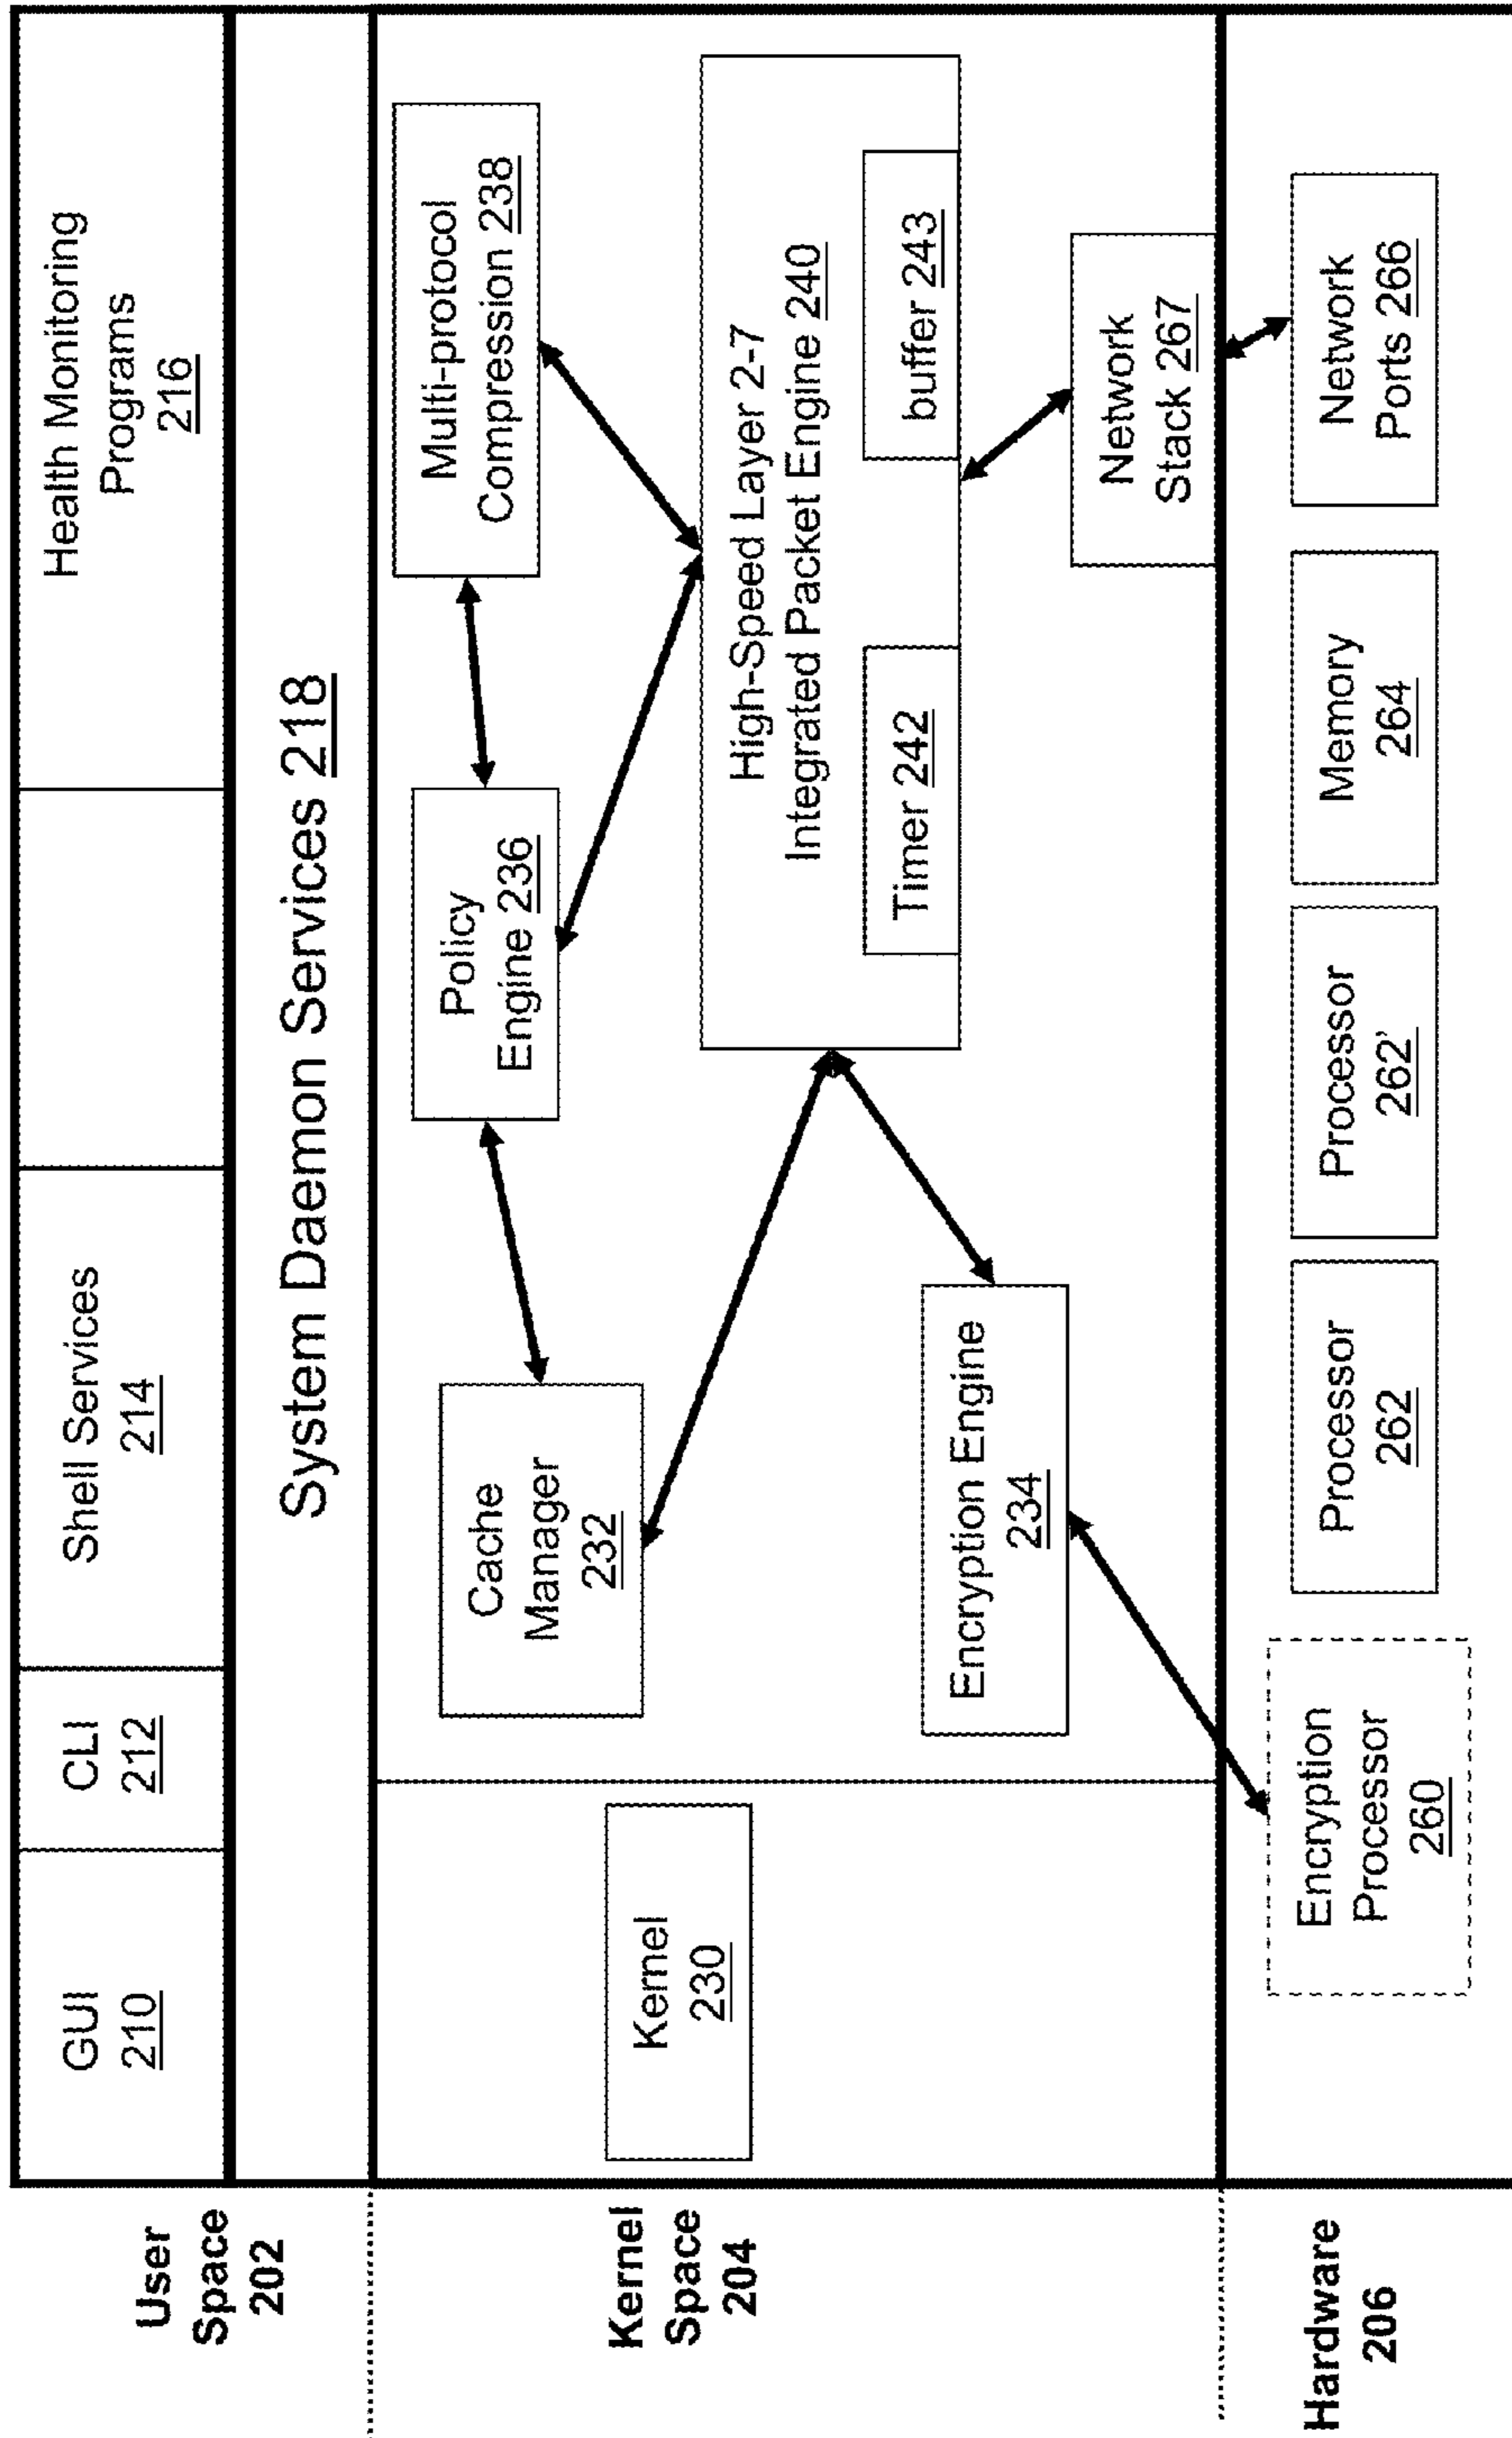 User
Space
202
GUI
210
CLI
212
Shell Services
214
Health Monitoring
Programs
216
System Daemon Services 218
Kernel
Space
204
Kernel
230
Cache
Manager
232
Policy
Engine 236
Multi-protocol
Compression 238
High-Speed Layer 2-7
Integrated Packet Engine 240
Timer 242
buffer 243
Encryption Engine
234
Network
Stack 267
Hardware
206
Encryption
Processor
260
Processor
262
Processor
262'
Memory
264
Network
Ports 266